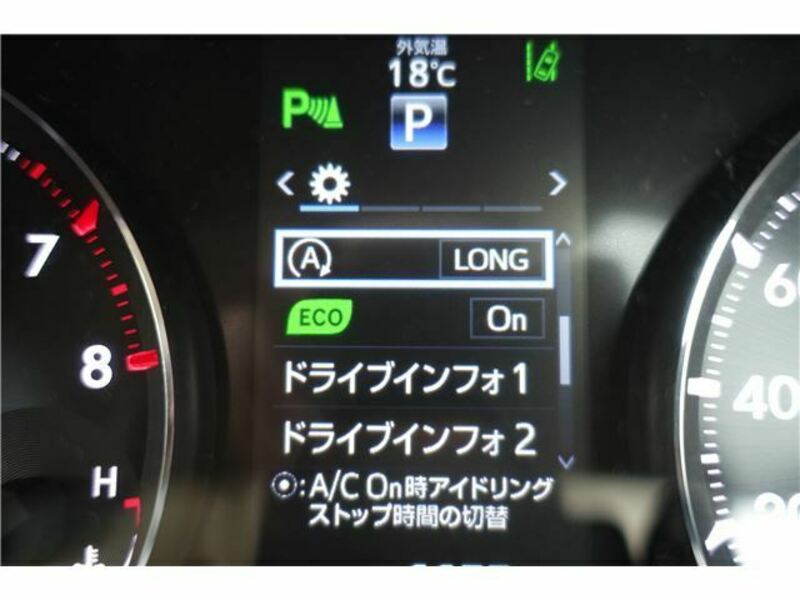 外気温
18℃
P
P
A LONG
ECO On
ドライブインフォ 1
ドライブインフォ 2
:A/C On時アイドリング
ストップ時間の切替
7
8
H
60
40